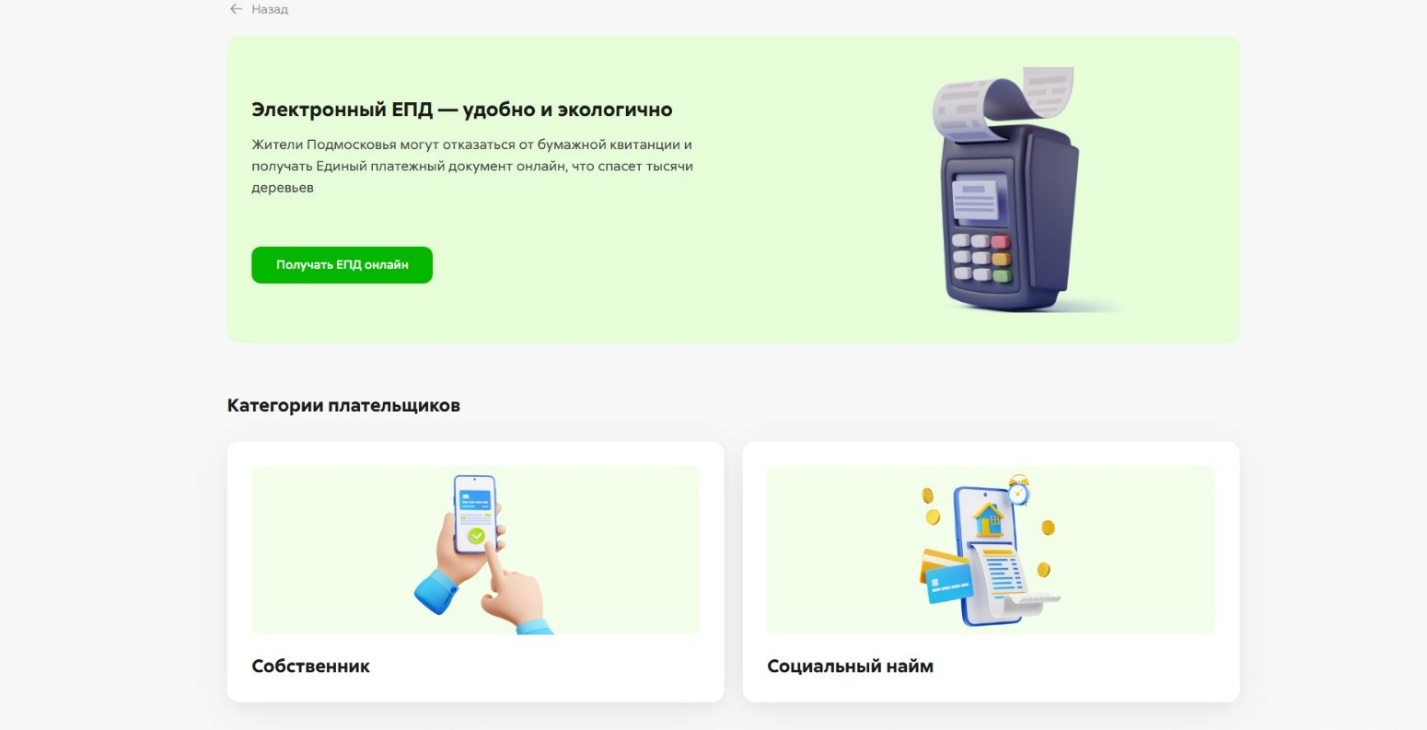 Назад
Электронный ЕПД — удобно и экологично
Жители Подмосковья могут отказаться от бумажной квитанции и
получать Единый платежный документ онлайн, что спасет тысячи
деревьев
Получать ЕПД онлайн
Категории плательщиков
Собственник
Социальный найм